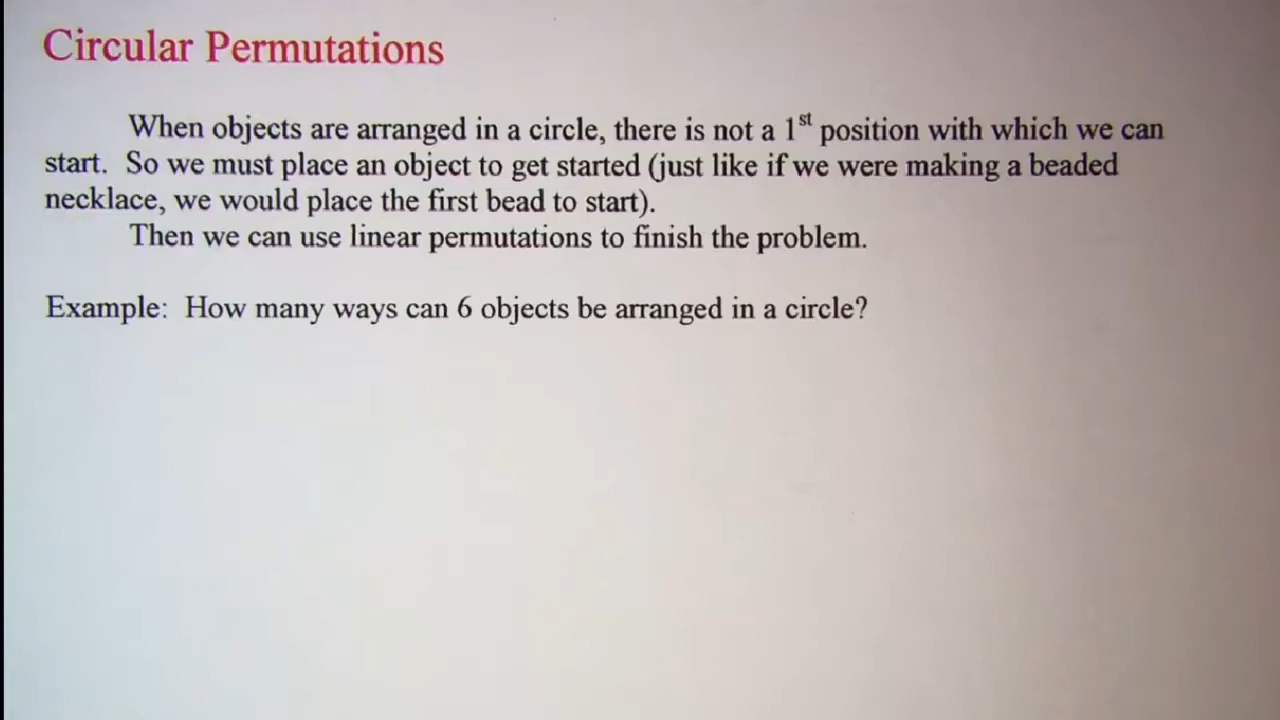 Circular Permutations
When objects are arranged in a circle, there is not a 1st position with which we can
start. So we must place an object to get started (just like if we were making a beaded
necklace, we would place the first bead to start).
Then we can use linear permutations to finish the problem.
Example: How many ways can 6 objects be arranged in a circle?